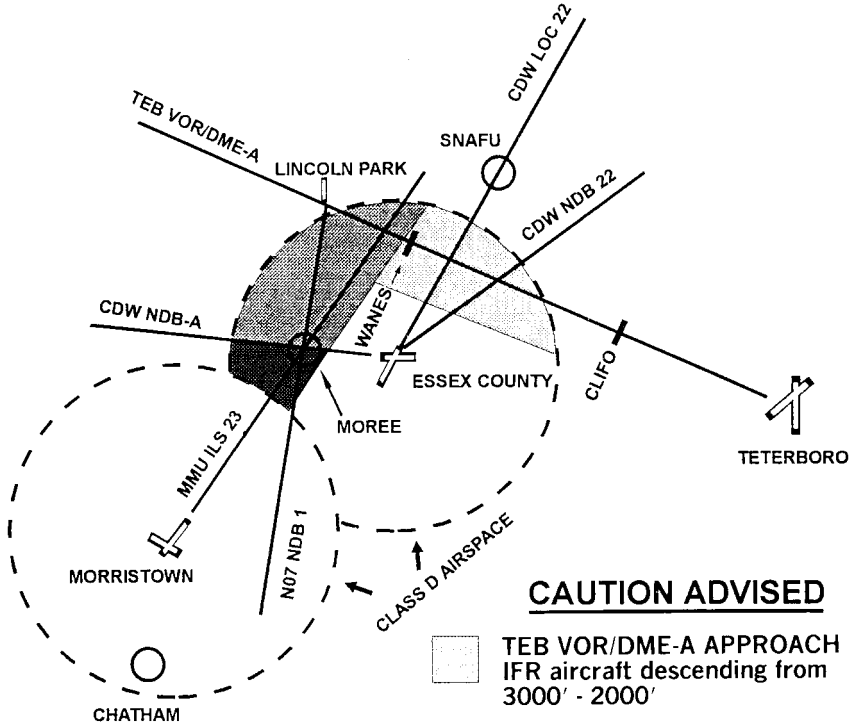 CDW LOC 22
TEB VOR/DME-A
SNAFU
LINCOLN PARK
CDW NDB 22
CDW NDB-A
WANES
ESSEX COUNTY
CLIFO
MOREE
TETERBORO
MMU ILS 23
N07 NDB 1
MORRISTOWN
CLASS D AIRSPACE
CHATHAM
CAUTION ADVISED
TEB VOR/DME-A APPROACH
IFR aircraft descending from
3000' - 2000'